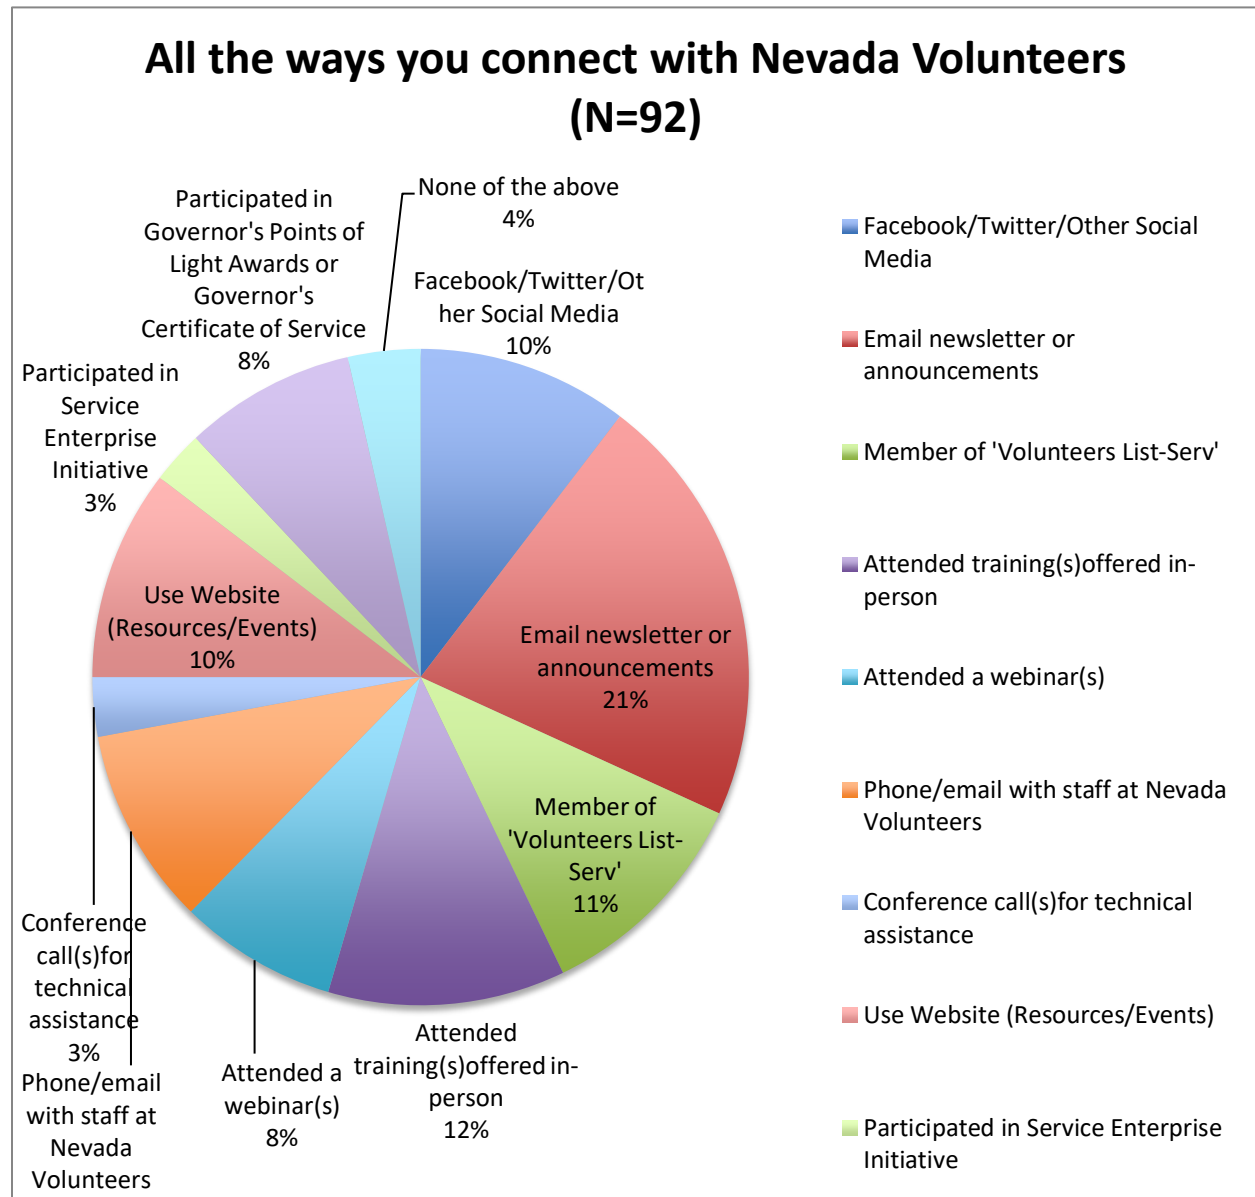 All the ways you connect with Nevada Volunteers
(N=92)
None of the above
4%
Participated in
Governor's Points of
Light Awards or
Governor's
Certificate of Service
8%
Facebook/Twitter/Ot
her Social Media
10%
Participated in
Service
Enterprise
Initiative
3%
Use Website
(Resources/Events)
10%
Email newsletter or
announcements
21%
Member of
'Volunteers List-
Serv'
11%
Conference
call(s)for
technical
assistance
3%
Phone/email
with staff at
Nevada
Volunteers
Attended a
webinar(s)
8%
Attended
training(s)offered in-
person
12%
Facebook/Twitter/Other Social
Media
Email newsletter or
announcements
Member of 'Volunteers List-Serv'
Attended training(s)offered in-
person
Attended a webinar(s)
Phone/email with staff at Nevada
Volunteers
Conference call(s)for technical
assistance
Use Website (Resources/Events)
Participated in Service Enterprise
Initiative